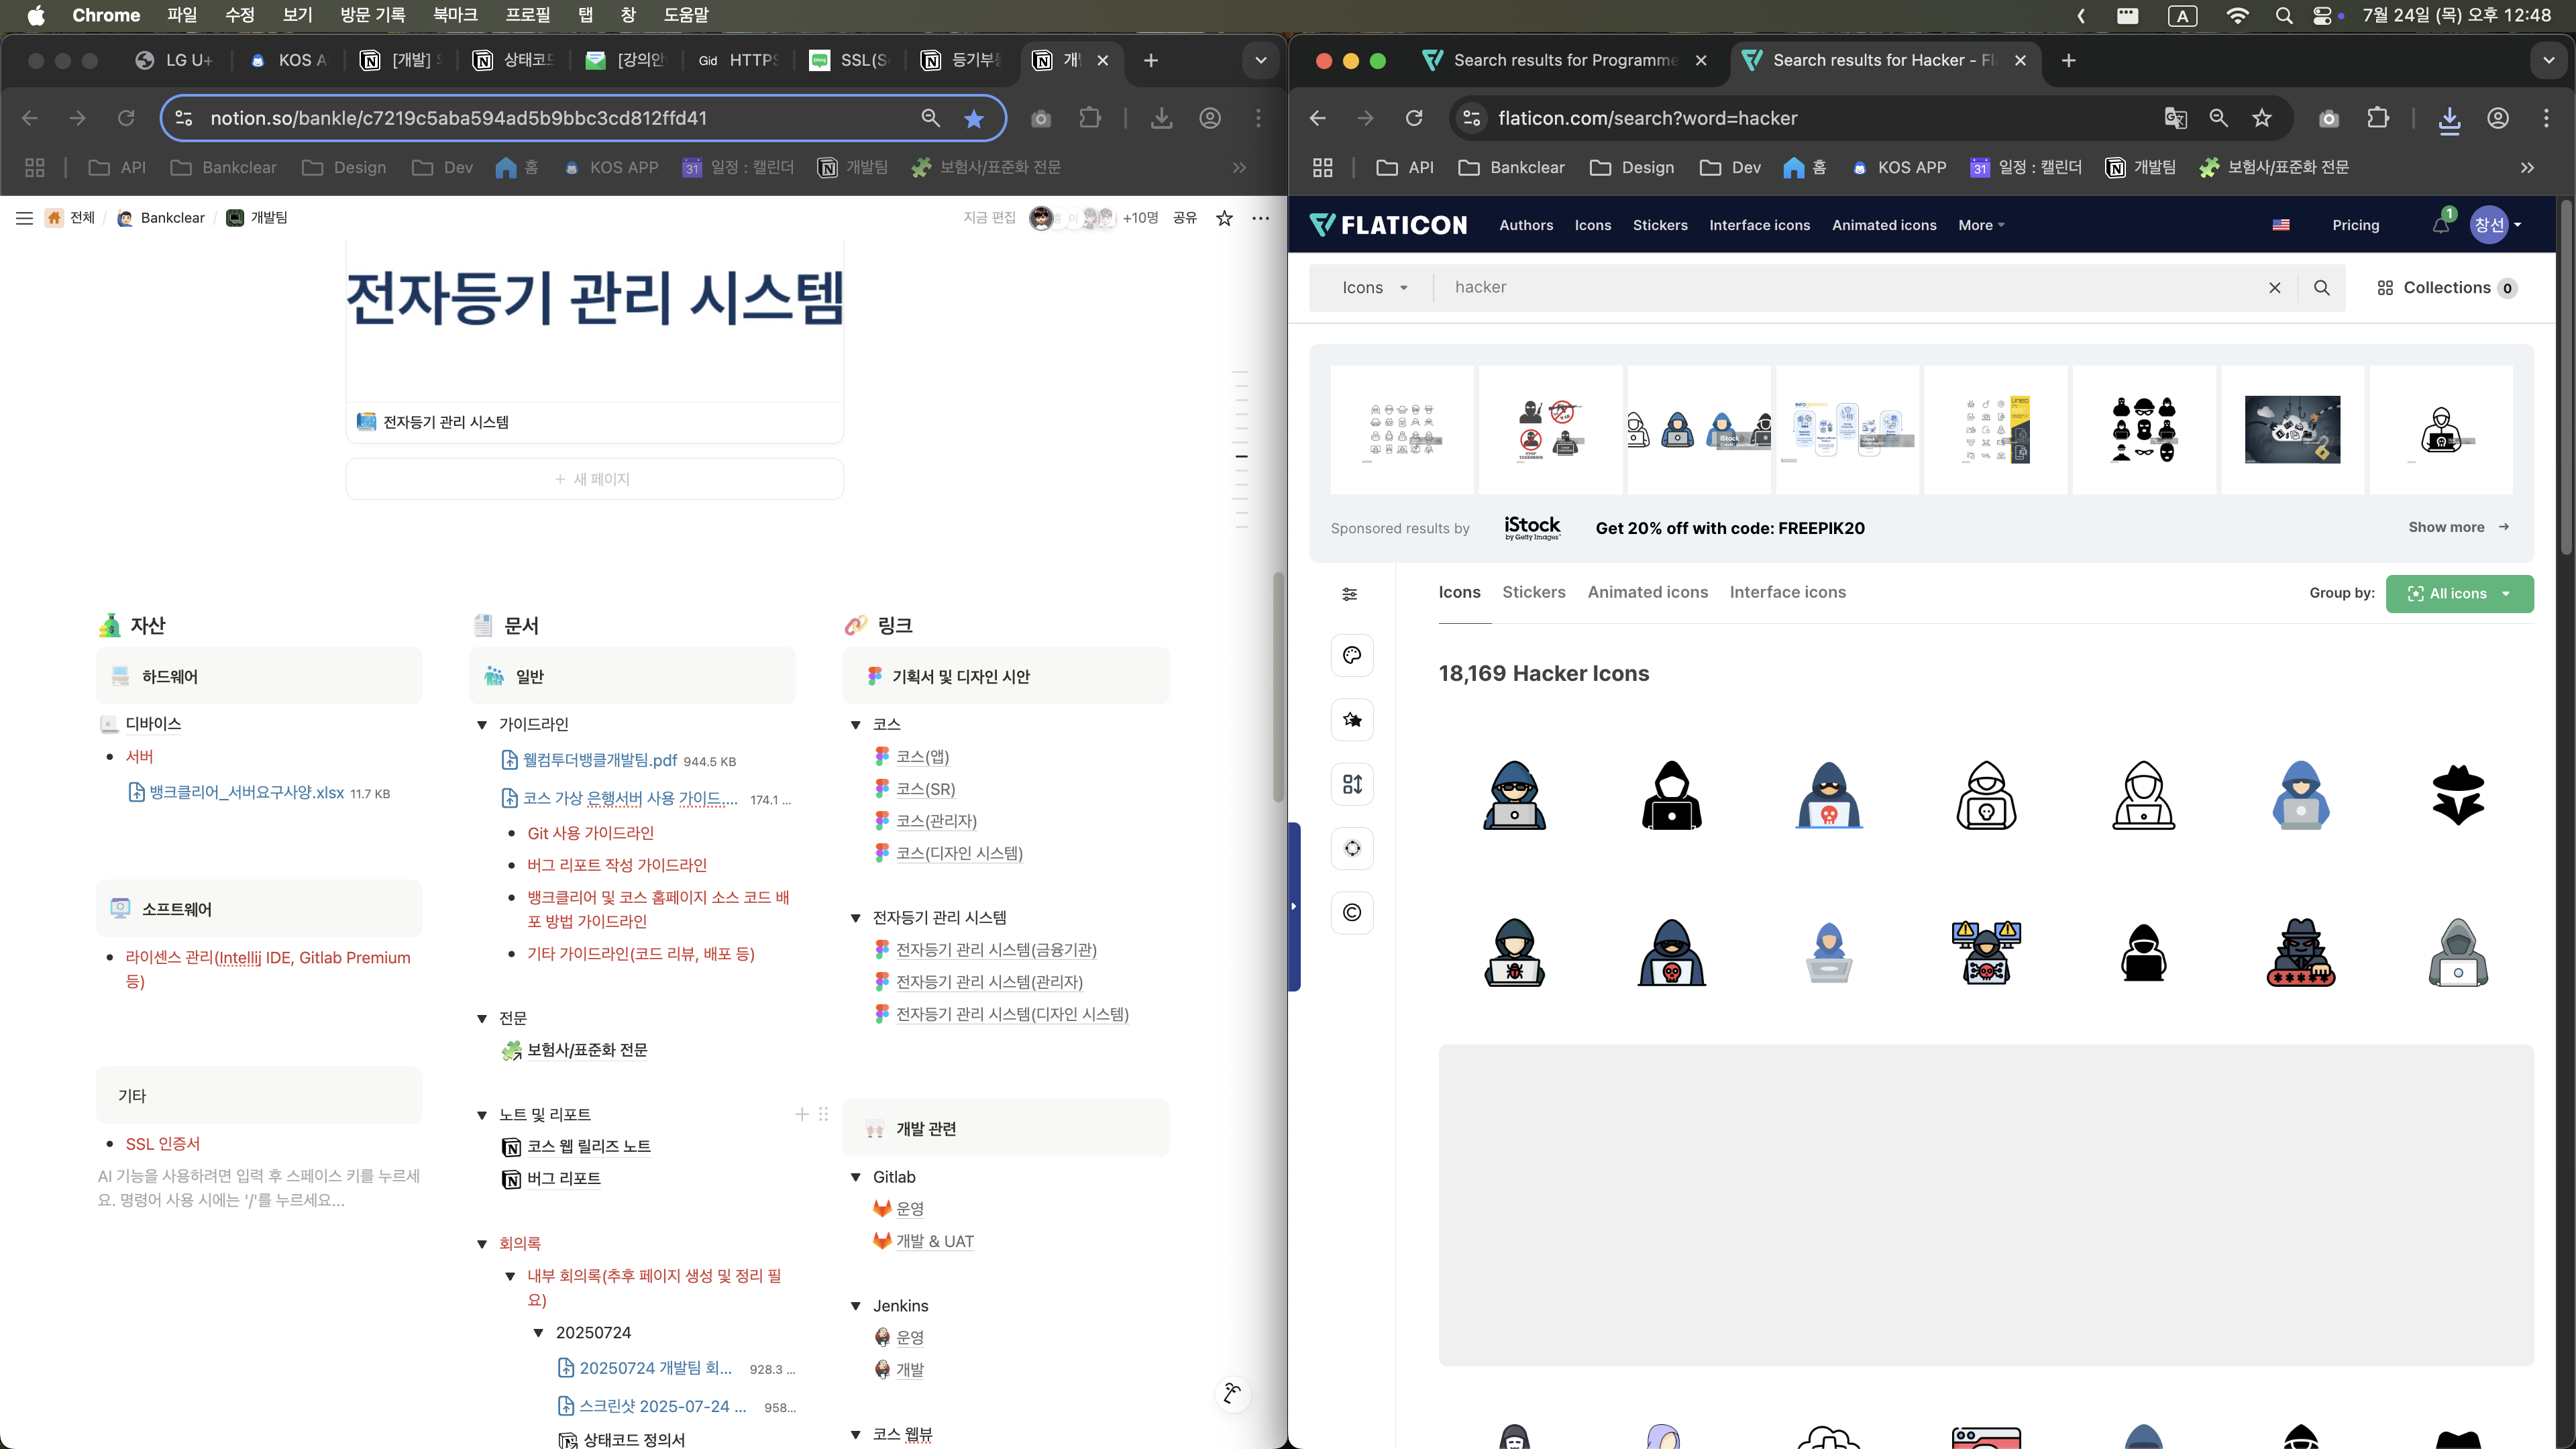 Chrome 파일 수정 보기 방문 기록 북마크 프로필 탭 창 도움말
A 7월 24일 (목) 오후 12:48
LG U+ KOS A [개발] 상태코드 [강의안 Gid HTTPS SSL(S 등기부 개발
notion.so/bankle/c7219c5aba594ad5b9bbc3cd812ffd41
API Bankclear Design Dev 홈 KOS APP 31 일정 : 캘린더 개발팀 보험사/표준화 전문
전체 / Bankclear / 개발팀
지금 편집 +10명 공유
전자등기 관리 시스템
전자등기 관리 시스템
+ 새 페이지
자산
하드웨어
디바이스
서버
뱅크클리어_서버요구사양.xlsx 11.7 KB
소프트웨어
라이센스 관리(Intellij IDE, Gitlab Premium
등)
기타
SSL 인증서
AI 기능을 사용하려면 입력 후 스페이스 키를 누르세
요. 명령어 사용 시에는 '/'를 누르세요...
문서
일반
가이드라인
웰컴투더뱅클개발팀.pdf 944.5 KB
코스 가상 은행서버 사용 가이드.... 174.1 ...
Git 사용 가이드라인
버그 리포트 작성 가이드라인
뱅크클리어 및 코스 홈페이지 소스 코드 배
포 방법 가이드라인
기타 가이드라인(코드 리뷰, 배포 등)
전문
보험사/표준화 전문
노트 및 리포트
코스 웹 릴리즈 노트
버그 리포트
회의록
내부 회의록(추후 페이지 생성 및 정리 필
요)
20250724
20250724 개발팀 회... 928.3 ...
스크린샷 2025-07-24 ... 958...
상태코드 정의서
링크
기획서 및 디자인 시안
코스
코스(앱)
코스(SR)
코스(관리자)
코스(디자인 시스템)
전자등기 관리 시스템
전자등기 관리 시스템(금융기관)
전자등기 관리 시스템(관리자)
전자등기 관리 시스템(디자인 시스템)
개발 관련
Gitlab
운영
개발 & UAT
Jenkins
운영
개발
코스 웹뷰
Search results for Programme Search results for Hacker - Fl
flaticon.com/search?word=hacker
API Bankclear Design Dev 홈 KOS APP 31 일정 : 캘린더 개발팀 보험사/표준화 전문
FLATICON Authors Icons Stickers Interface icons Animated icons More Pricing 1 창선
Icons hacker Collections 0
iStock
Sponsored results by iStock by Getty Images Get 20% off with code: FREEPIK20 Show more
Icons Stickers Animated icons Interface icons Group by: All icons
18,169 Hacker Icons